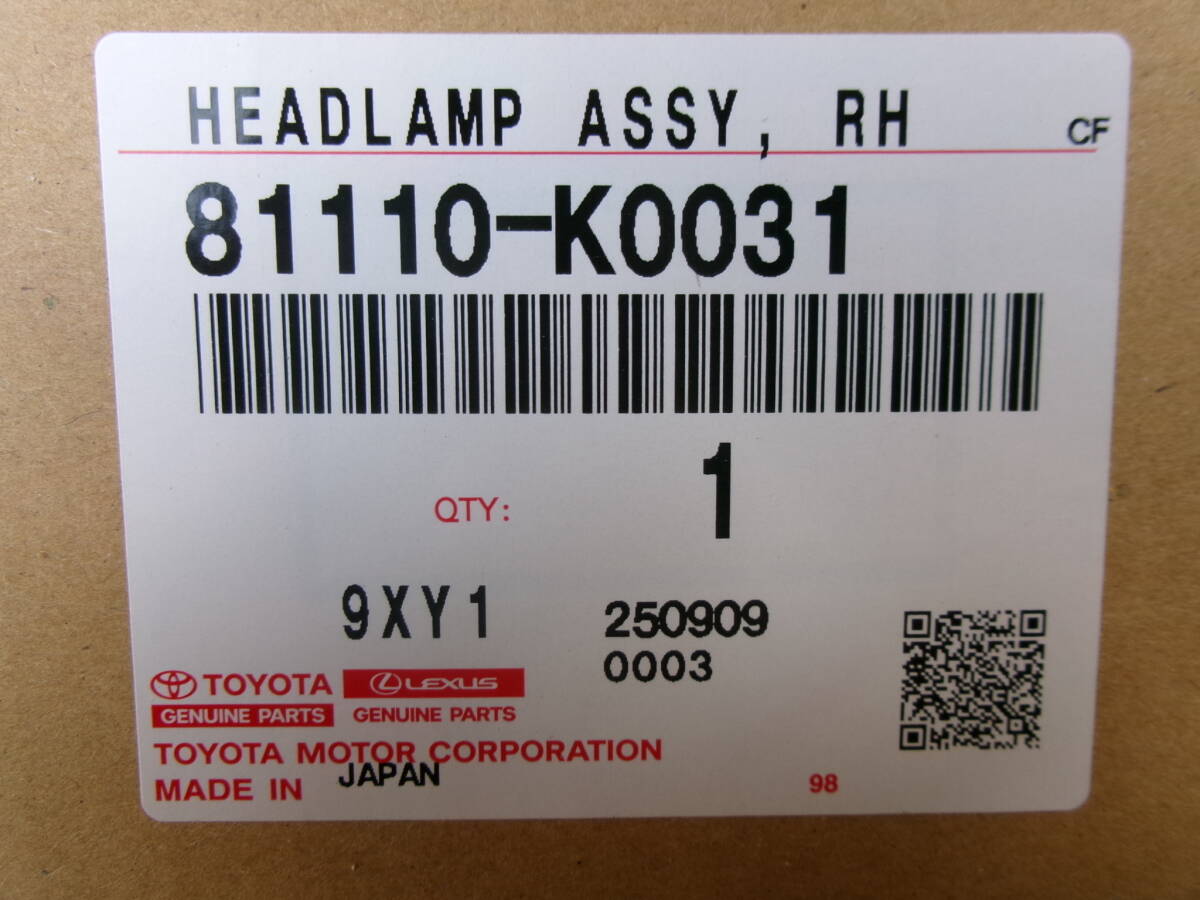 HEADLAMP ASSY, RH CF
81110-K0031
QTY: 1
9XY1 250909
0003
TOYOTA LEXUS
GENUINE PARTS GENUINE PARTS
TOYOTA MOTOR CORPORATION
MADE IN JAPAN
98